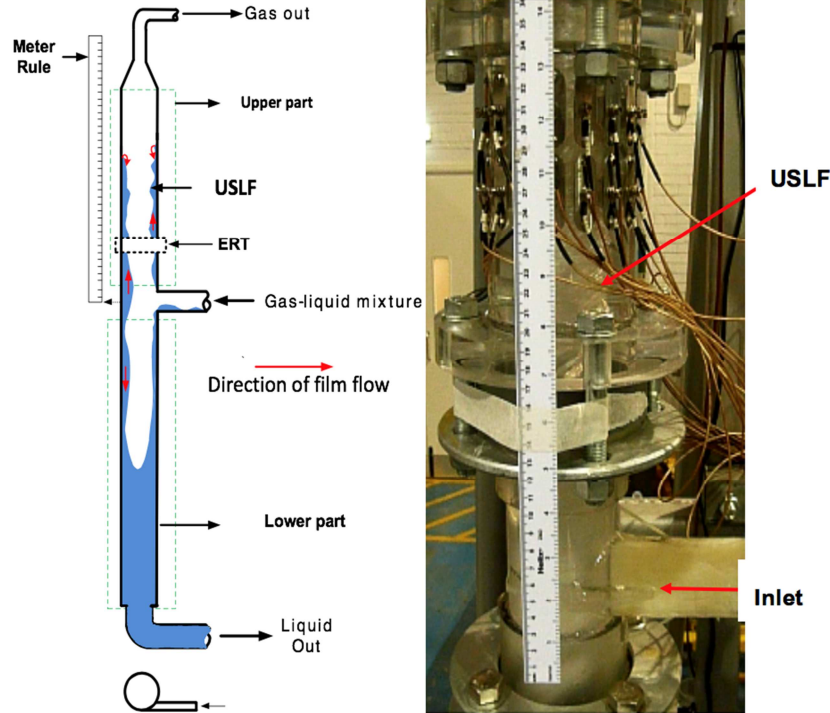 Gas out
Meter
Rule
Upper part
USLF
ERT
Gas-liquid mixture
Direction of film flow
Lower part
Liquid
Out
USLF
Inlet